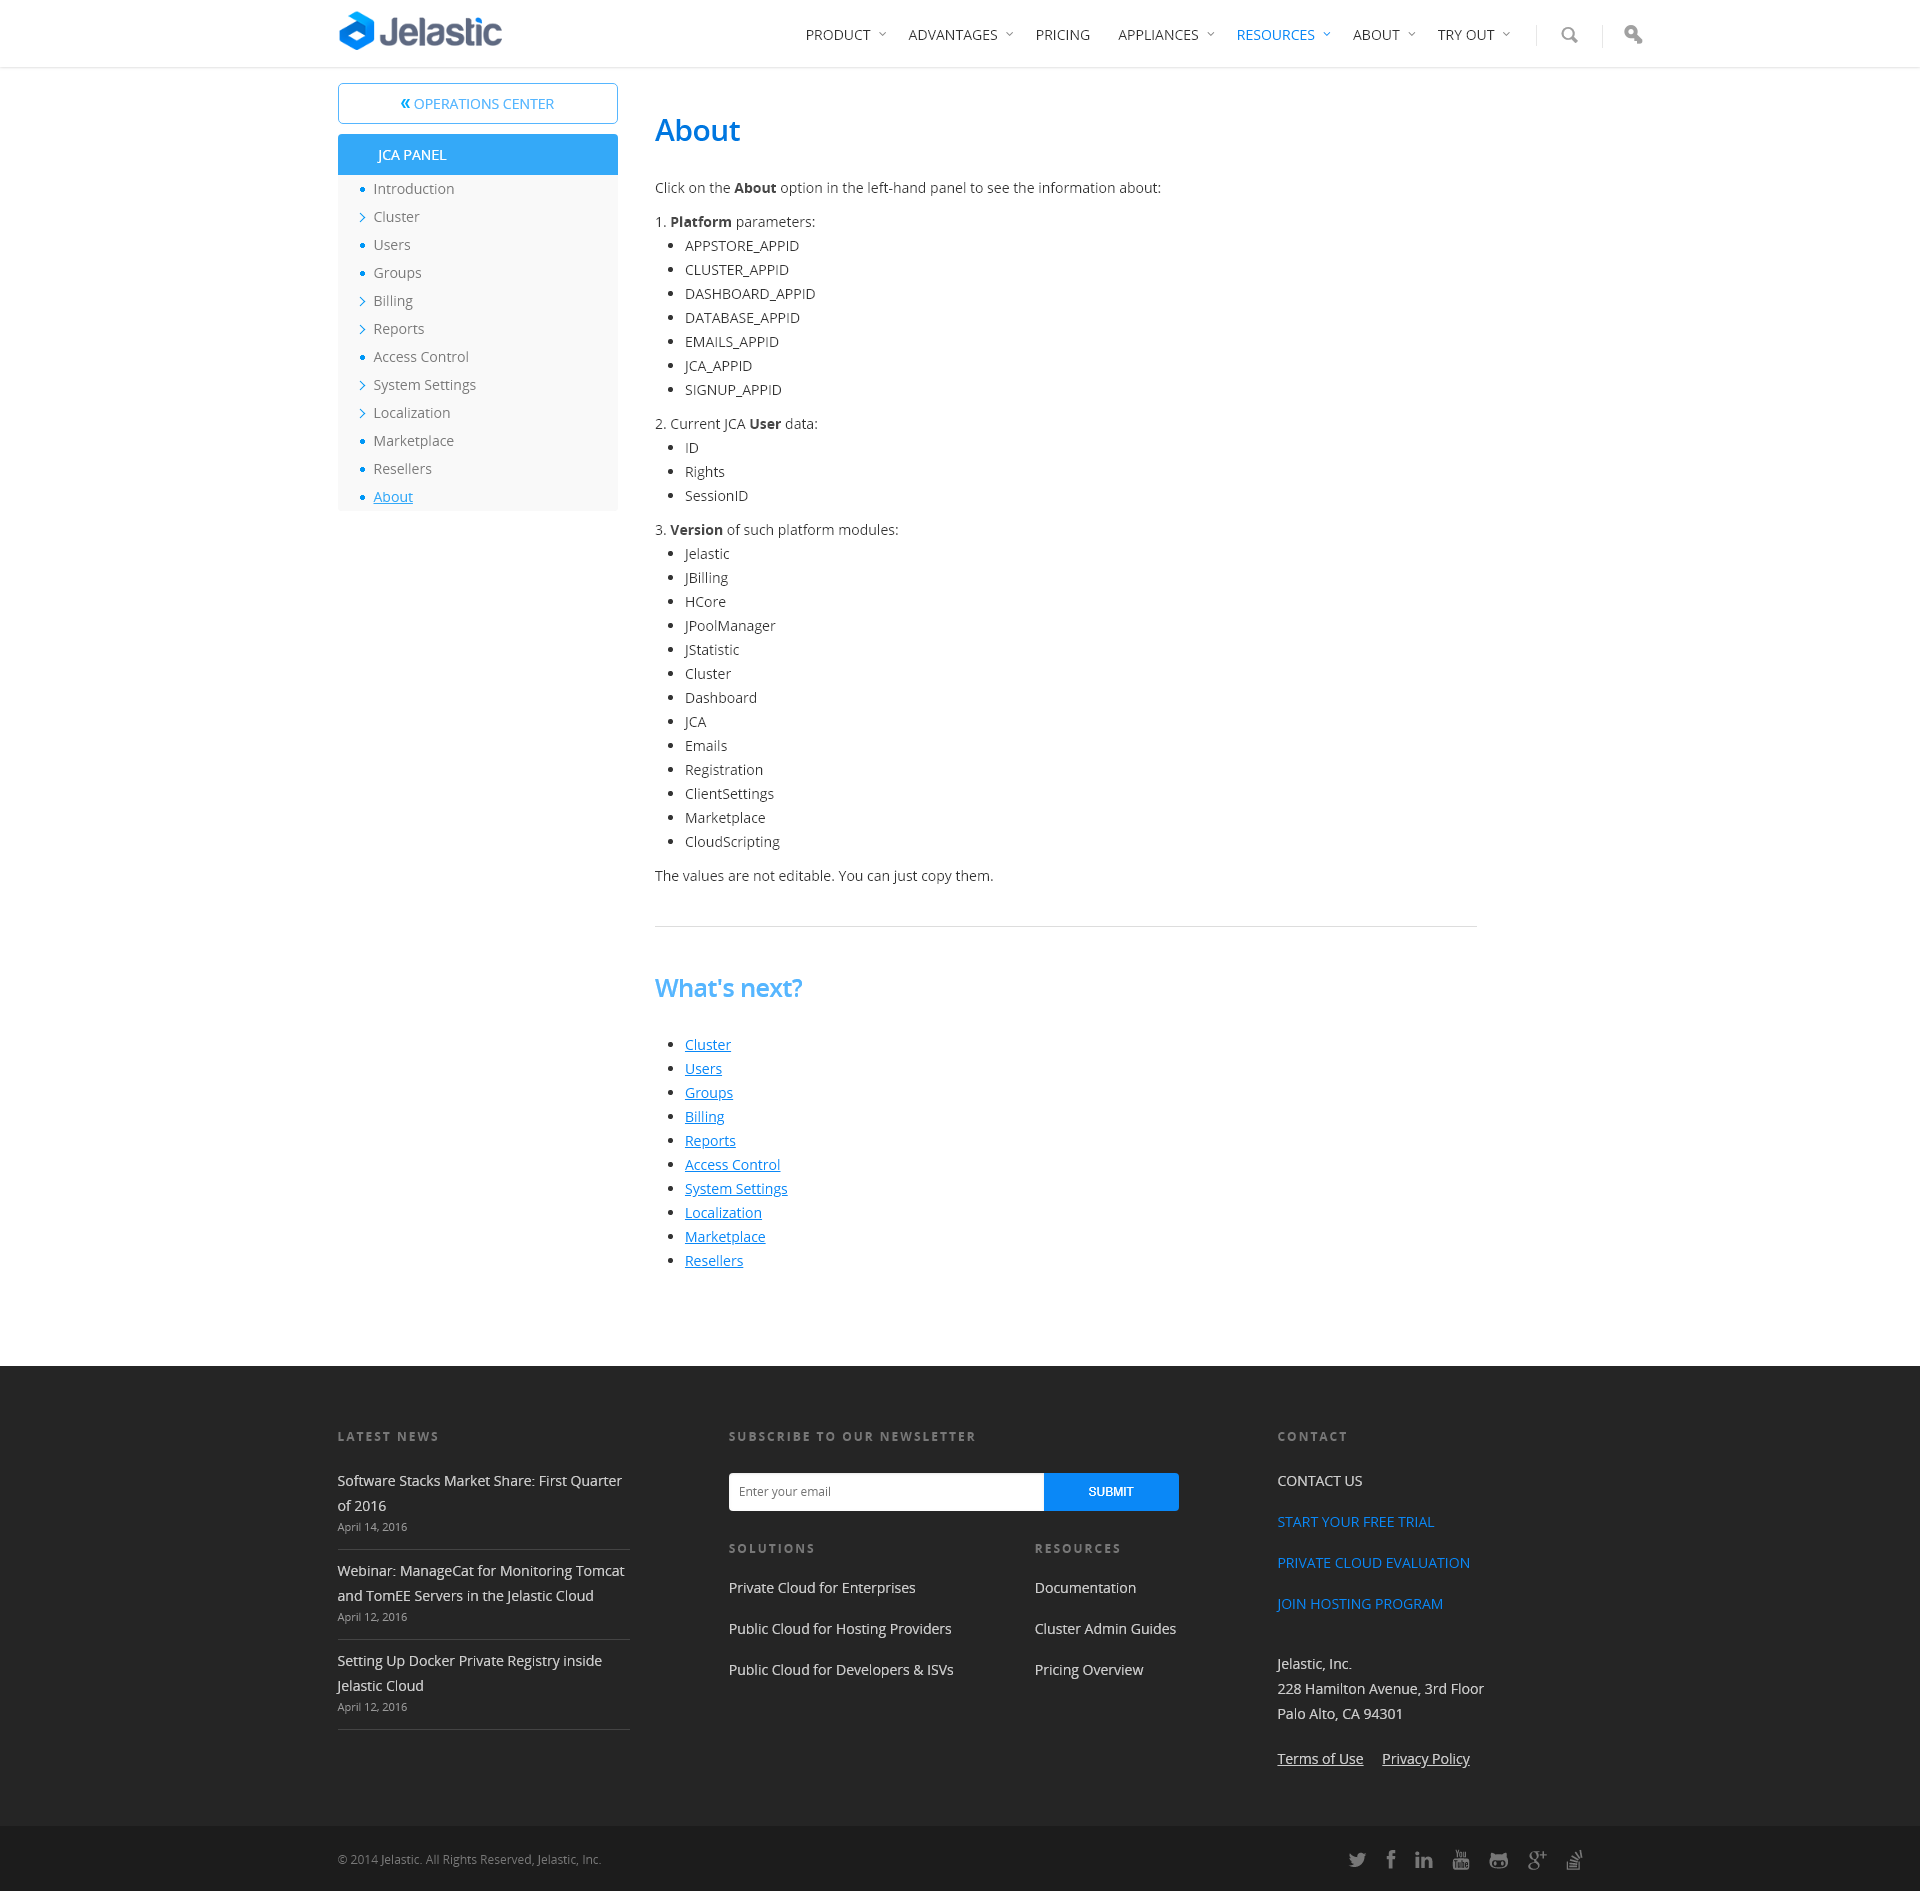 Jelastic
PRODUCT ADVANTAGES PRICING APPLIANCES RESOURCES ABOUT TRY OUT
« OPERATIONS CENTER
JCA PANEL
Introduction
Cluster
Users
Groups
Billing
Reports
Access Control
System Settings
Localization
Marketplace
Resellers
About
About
Click on the About option in the left-hand panel to see the information about:
1. Platform parameters:
• APPSTORE_APPID
• CLUSTER_APPID
• DASHBOARD_APPID
• DATABASE_APPID
• EMAILS_APPID
• JCA_APPID
• SIGNUP_APPID
2. Current JCA User data:
• ID
• Rights
• SessionID
3. Version of such platform modules:
• Jelastic
• JBilling
• HCore
• JPoolManager
• JStatistic
• Cluster
• Dashboard
• JCA
• Emails
• Registration
• ClientSettings
• Marketplace
• CloudScripting
The values are not editable. You can just copy them.
What's next?
• Cluster
• Users
• Groups
• Billing
• Reports
• Access Control
• System Settings
• Localization
• Marketplace
• Resellers
LATEST NEWS
Software Stacks Market Share: First Quarter
of 2016
April 14, 2016
Webinar: ManageCat for Monitoring Tomcat
and TomEE Servers in the Jelastic Cloud
April 12, 2016
Setting Up Docker Private Registry inside
Jelastic Cloud
April 12, 2016
SUBSCRIBE TO OUR NEWSLETTER
Enter your email SUBMIT
SOLUTIONS
Private Cloud for Enterprises
Public Cloud for Hosting Providers
Public Cloud for Developers & ISVs
RESOURCES
Documentation
Cluster Admin Guides
Pricing Overview
CONTACT
CONTACT US
START YOUR FREE TRIAL
PRIVATE CLOUD EVALUATION
JOIN HOSTING PROGRAM
Jelastic, Inc.
228 Hamilton Avenue, 3rd Floor
Palo Alto, CA 94301
Terms of Use Privacy Policy
© 2014 Jelastic. All Rights Reserved, Jelastic, Inc.